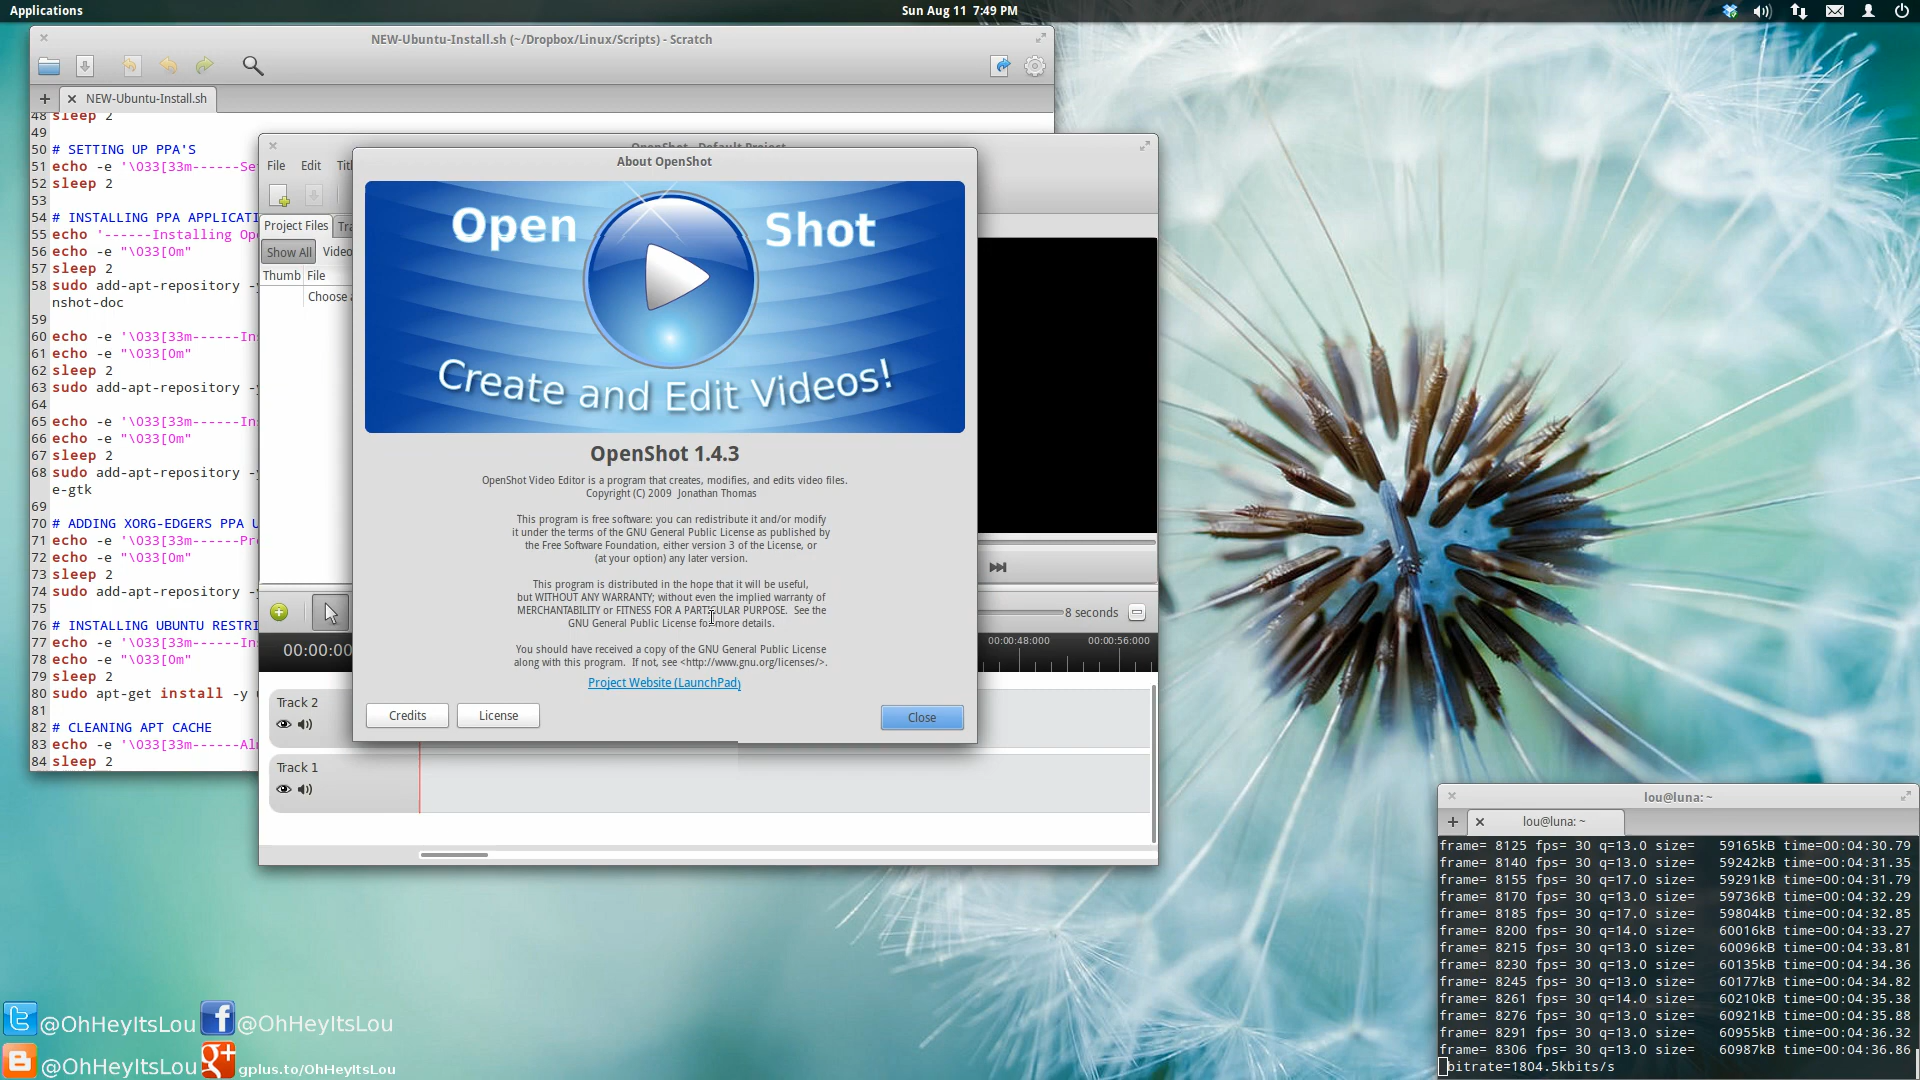 Applications
Sun Aug 11 7:49 PM
NEW-Ubuntu-Install.sh (~/Dropbox/Linux/Scripts) - Scratch
NEW-Ubuntu-Install.sh
48 sleep 2
49
50 # SETTING UP PPA'S
51 echo -e '\033[33m------Se
52 sleep 2
53
54 # INSTALLING PPA APPLICATI
55 echo '------Installing Op
56 echo -e "\033[0m"
57 sleep 2
58 sudo add-apt-repository -y
nshot-doc
59
60 echo -e '\033[33m------In
61 echo -e "\033[0m"
62 sleep 2
63 sudo add-apt-repository -y
64
65 echo -e '\033[33m------In
66 echo -e "\033[0m"
67 sleep 2
68 sudo add-apt-repository -y
e-gtk
69
70 # ADDING XORG-EDGERS PPA U
71 echo -e '\033[33m------Pr
72 echo -e "\033[0m"
73 sleep 2
74 sudo add-apt-repository -y
75
76 # INSTALLING UBUNTU RESTRI
77 echo -e '\033[33m------In
78 echo -e "\033[0m"
79 sleep 2
80 sudo apt-get install -y u
81
82 # CLEANING APT CACHE
83 echo -e '\033[33m------Al
84 sleep 2
OpenShot - Default Project
File Edit Titl
Project Files Tra
Show All Video
Thumb File
Choose a
8 seconds
00:00:00
00:00:48:000 00:00:56:000
Track 2
Track 1
About OpenShot
Open Shot
Create and Edit Videos!
OpenShot 1.4.3
OpenShot Video Editor is a program that creates, modifies, and edits video files.
Copyright (C) 2009 Jonathan Thomas
This program is free software: you can redistribute it and/or modify
it under the terms of the GNU General Public License as published by
the Free Software Foundation, either version 3 of the License, or
(at your option) any later version.
This program is distributed in the hope that it will be useful,
but WITHOUT ANY WARRANTY; without even the implied warranty of
MERCHANTABILITY or FITNESS FOR A PARTICULAR PURPOSE. See the
GNU General Public License for more details.
You should have received a copy of the GNU General Public License
along with this program. If not, see <http://www.gnu.org/licenses/>.
Project Website (LaunchPad)
Credits License Close
lou@luna: ~
lou@luna: ~
frame= 8125 fps= 30 q=13.0 size= 59165kB time=00:04:30.79
frame= 8140 fps= 30 q=13.0 size= 59242kB time=00:04:31.35
frame= 8155 fps= 30 q=17.0 size= 59291kB time=00:04:31.79
frame= 8170 fps= 30 q=13.0 size= 59736kB time=00:04:32.29
frame= 8185 fps= 30 q=17.0 size= 59804kB time=00:04:32.85
frame= 8200 fps= 30 q=14.0 size= 60016kB time=00:04:33.27
frame= 8215 fps= 30 q=13.0 size= 60096kB time=00:04:33.81
frame= 8230 fps= 30 q=13.0 size= 60135kB time=00:04:34.36
frame= 8245 fps= 30 q=13.0 size= 60177kB time=00:04:34.82
frame= 8261 fps= 30 q=14.0 size= 60210kB time=00:04:35.38
frame= 8276 fps= 30 q=13.0 size= 60921kB time=00:04:35.88
frame= 8291 fps= 30 q=13.0 size= 60955kB time=00:04:36.32
frame= 8306 fps= 30 q=13.0 size= 60987kB time=00:04:36.86
bitrate=1804.5kbits/s
@OhHeyItsLou @OhHeyItsLou
@OhHeyItsLou gplus.to/OhHeyItsLou